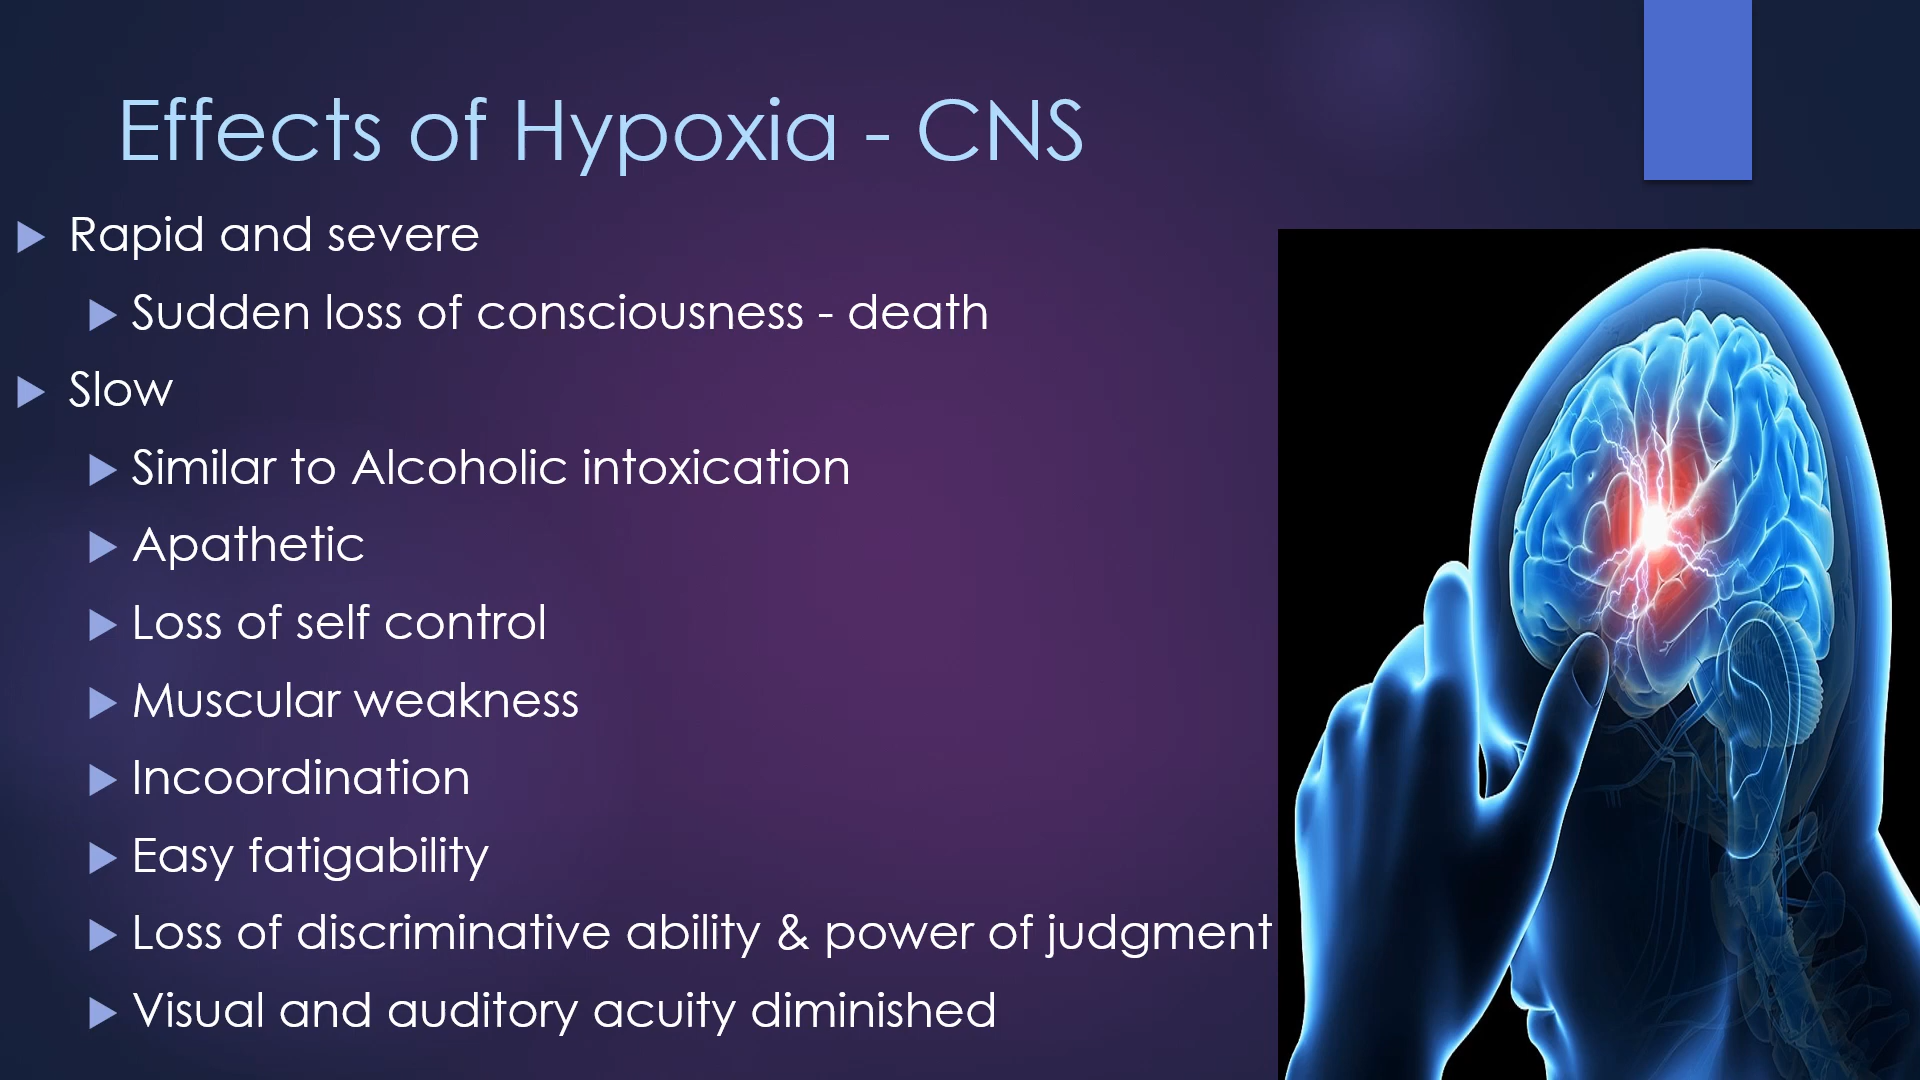 Effects of Hypoxia - CNS
Rapid and severe
Sudden loss of consciousness - death
Slow
Similar to Alcoholic intoxication
Apathetic
Loss of self control
Muscular weakness
Incoordination
Easy fatigability
Loss of discriminative ability & power of judgment
Visual and auditory acuity diminished